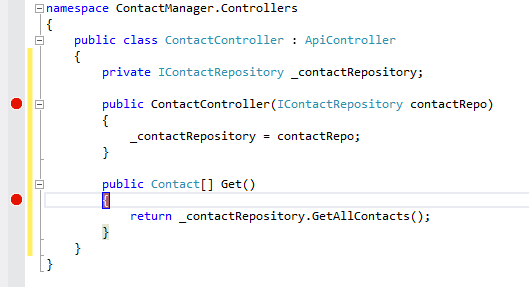 namespace ContactManager.Controllers
{
public class ContactController : ApiController
{
private IContactRepository _contactRepository;
public ContactController(IContactRepository contactRepo)
{
_contactRepository = contactRepo;
}
public Contact[] Get()
{
return _contactRepository.GetAllContacts();
}
}
}